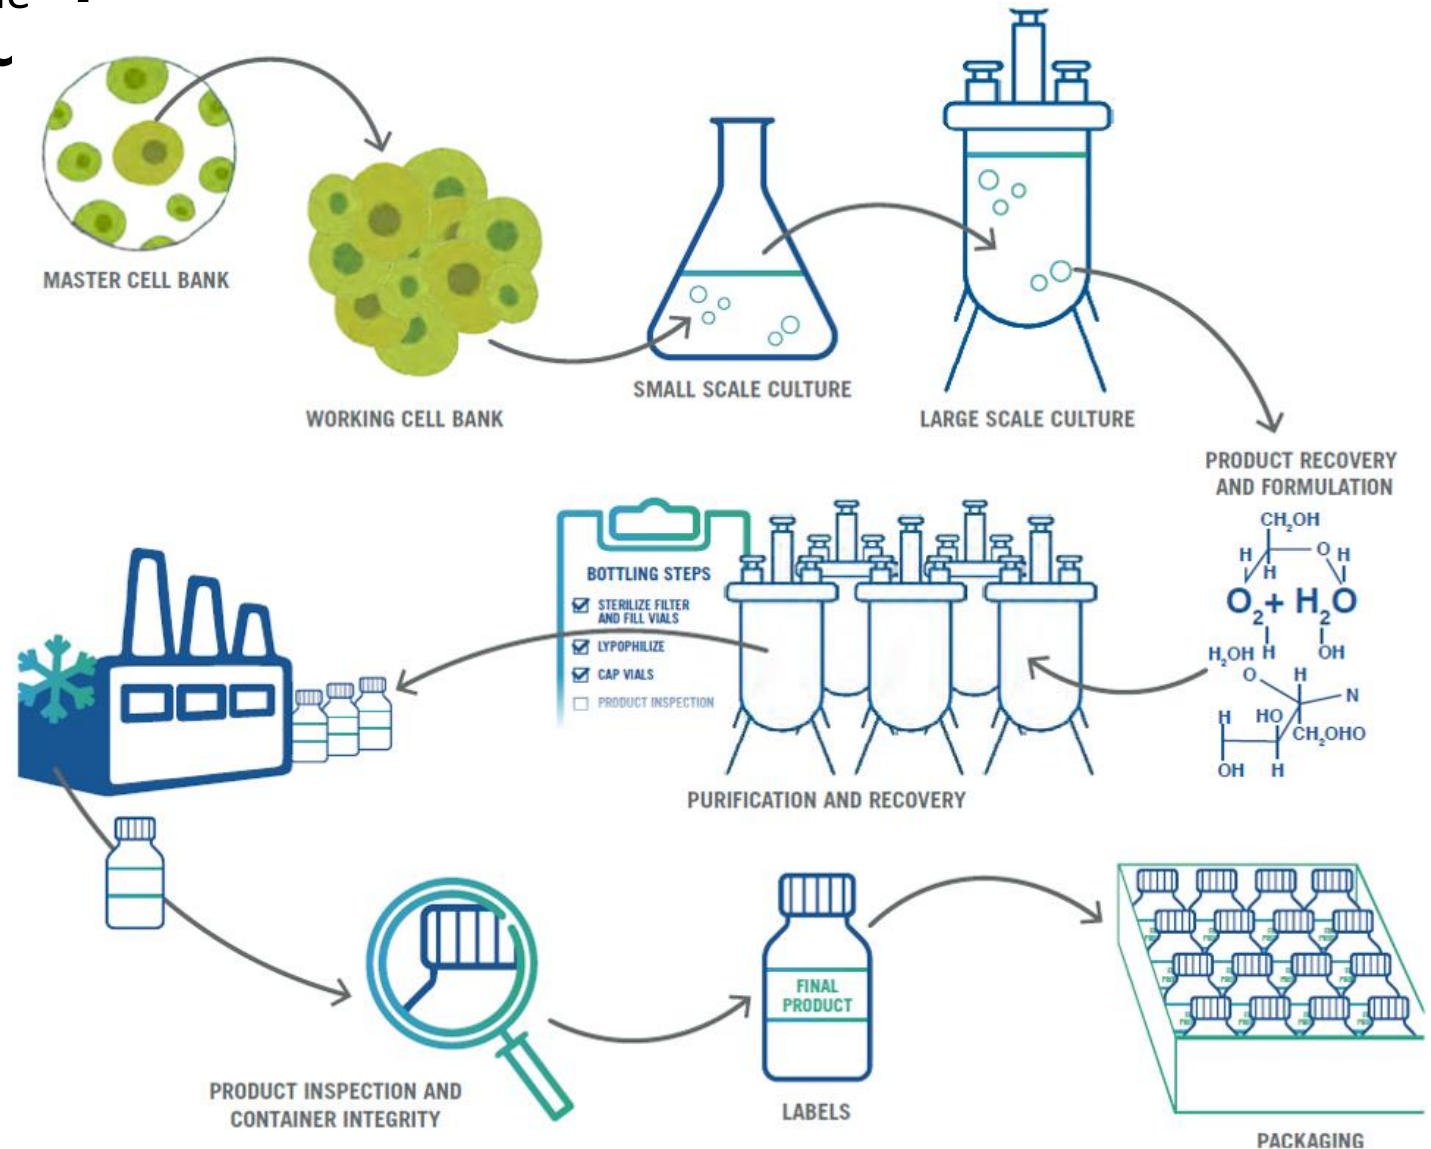 MASTER CELL BANK
WORKING CELL BANK
SMALL SCALE CULTURE
LARGE SCALE CULTURE
PRODUCT RECOVERY
AND FORMULATION
CH2OH
H O H
H
O2+ H2O
H2OH H OH
O H
N
H HO
CH2OHO
OH H
BOTTLING STEPS
STERILIZE FILTER
AND FILL VIALS
LYPOPHILIZE
CAP VIALS
PRODUCT INSPECTION
PURIFICATION AND RECOVERY
PRODUCT INSPECTION AND
CONTAINER INTEGRITY
FINAL
PRODUCT
LABELS
PACKAGING